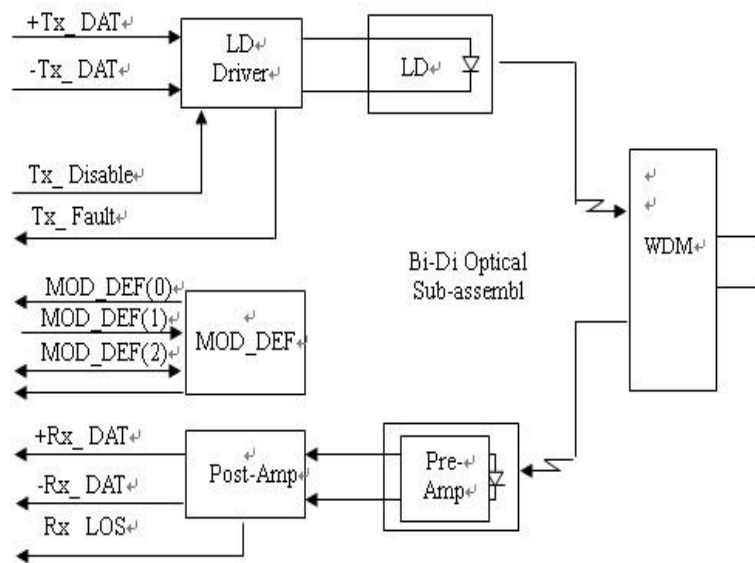 +Tx_DAT
-Tx_DAT
LD
Driver
LD
Tx_Disable
Tx_Fault
WDM
Bi-Di Optical
Sub-assembl
MOD_DEF(0)
MOD_DEF(1)
MOD_DEF(2)
MOD_DEF
+Rx_DAT
-Rx_DAT
Rx LOS
Post-Amp
Pre-
Amp